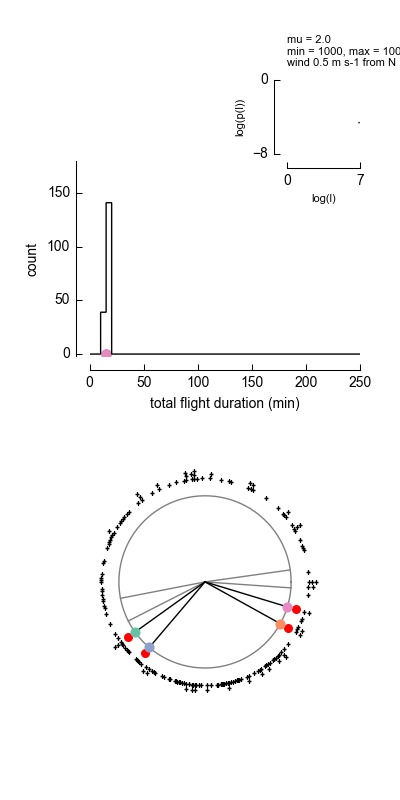 mu = 2.0
min = 1000, max = 100
wind 0.5 m s-1 from N
0
log(p(l))
−8
0
7
log(l)
150
100
50
0
count
0
50
100
150
200
250
total flight duration (min)